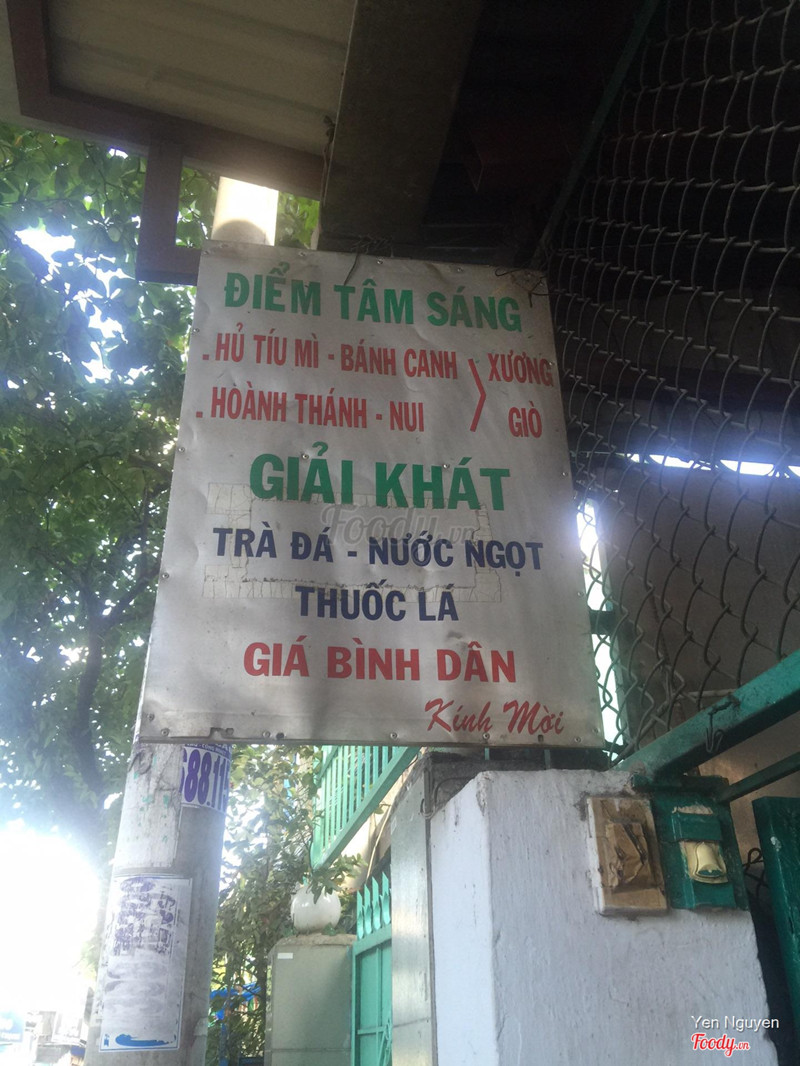 ĐIỂM TÂM SÁNG
. HỦ TÍU MÌ - BÁNH CANH XƯƠNG
. HOÀNH THÁNH - NUI GIÒ
GIẢI KHÁT
Foody.vn
TRÀ ĐÁ - NƯỚC NGỌT
THUỐC LÁ
GIÁ BÌNH DÂN
Kính Mời
Yen Nguyen
Foody.vn